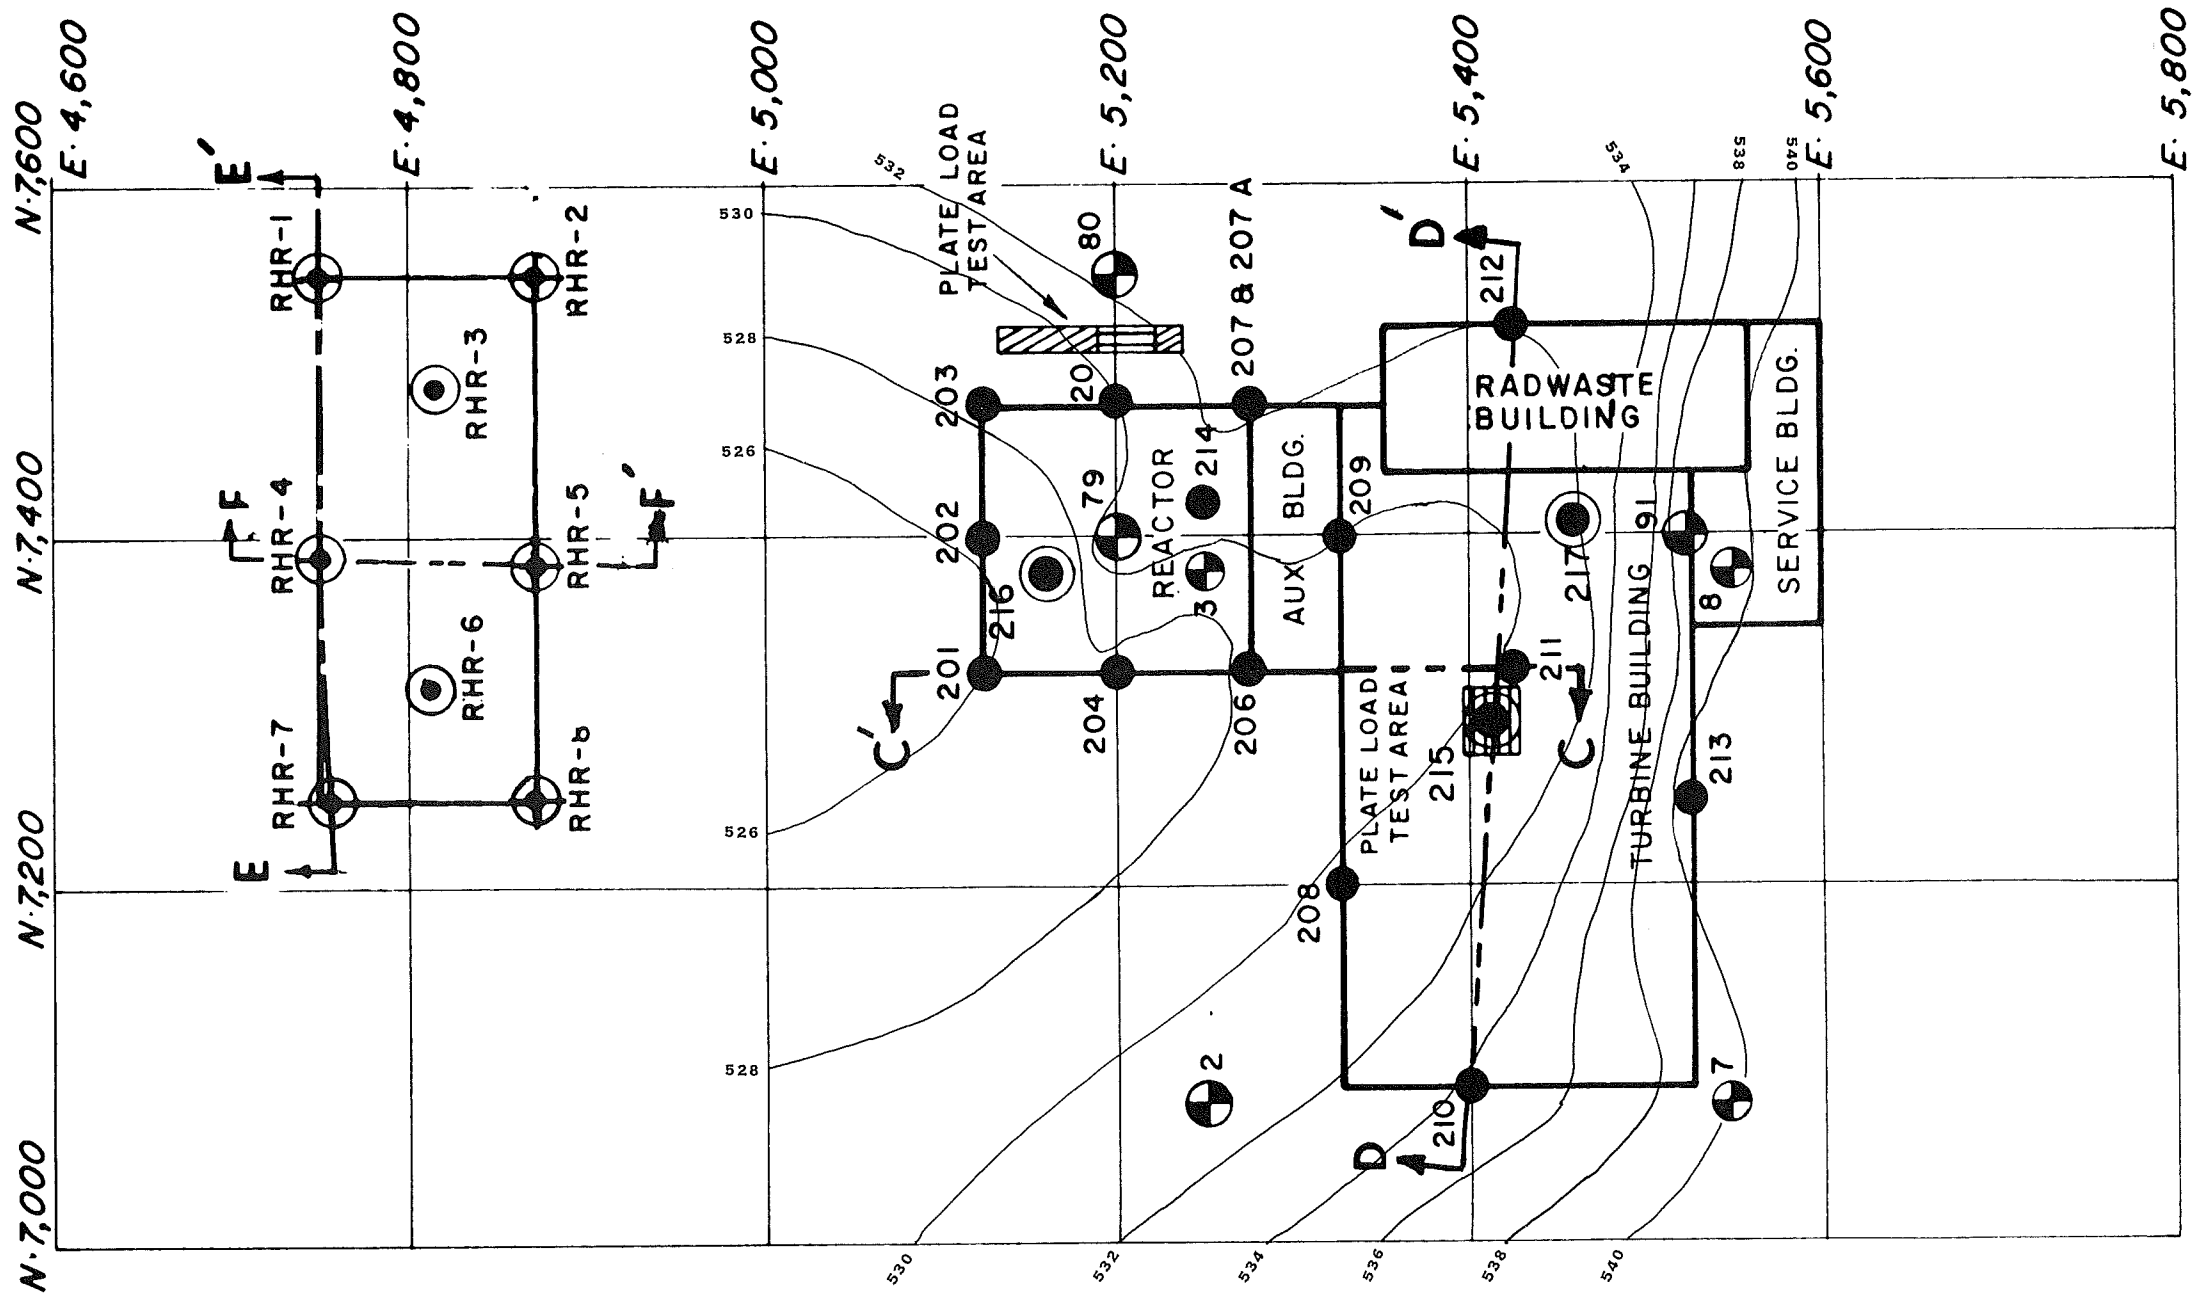 N·7,600
N·7,400
N·7,200
N·7,000
E· 4,600
E· 4,800
E· 5,000
E· 5,200
E· 5,400
E· 5,600
E· 5,800
E'
RHR-1
RHR-2
RHR-3
F
RHR-4
RHR-5
F'
RHR-6
RHR-7
E
532
530
528
526
526
528
PLATE LOAD
TEST AREA
80
203
20
207 & 207 A
202
79
214
REACTOR
216
3
201
204
206
C'
AUX BLDG.
209
534
538
540
D'
212
RADWASTE
BUILDING
SERVICE BLDG.
91
217
8
211
C
PLATE LOAD
TEST AREA
215
TURBINE BUILDING
213
208
2
7
210
D
530
532
534
536
538
540